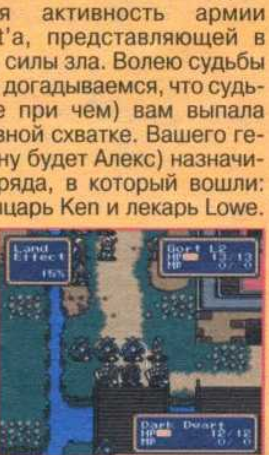 я активность армии
t'a, представляющей в
силы зла. Волею судьбы
догадываемся, что судь-
е при чем) вам выпала
вной схватке. Вашего ге-
ну будет Алекс) назначи-
ряда, в который вошли:
царь Ken и лекарь Lowe.
Land
Effect
15%
Gort L2
HP 13/13
MP 0/ 0
Dark Dwarf
HP 12/12
MP 0/ 0